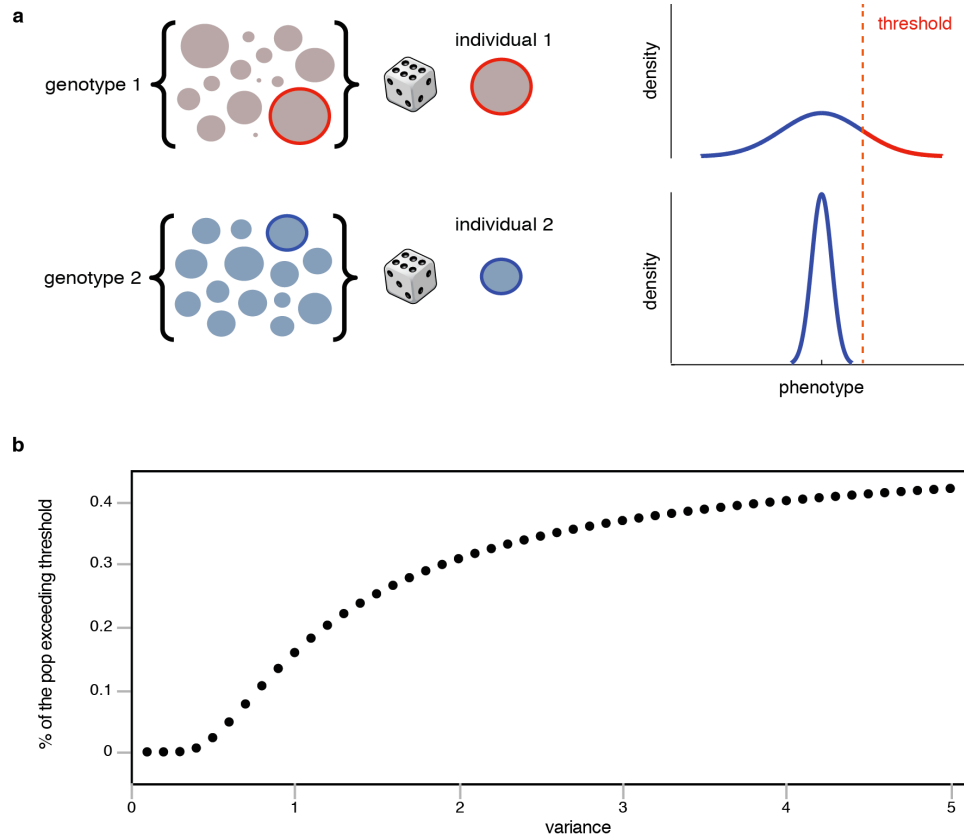 a
genotype 1
individual 1
threshold
density
genotype 2
individual 2
density
phenotype
b
% of the pop exceeding threshold
0.4
0.3
0.2
0.1
0
0
1
2
3
4
5
variance